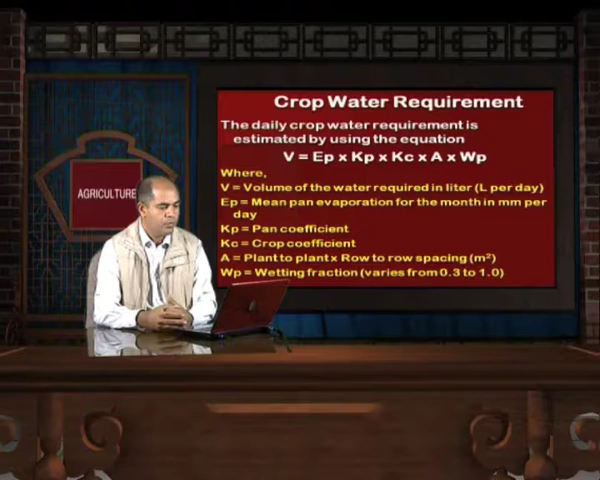 Crop Water Requirement
The daily crop water requirement is
estimated by using the equation
V = Ep x Kp x Kc x A x Wp
Where,
V = Volume of the water required in liter (L per day)
Ep = Mean pan evaporation for the month in mm per
day
Kp = Pan coefficient
Kc = Crop coefficient
A = Plant to plant x Row to row spacing (m²)
Wp = Wetting fraction (varies from 0.3 to 1.0)
AGRICULTURE